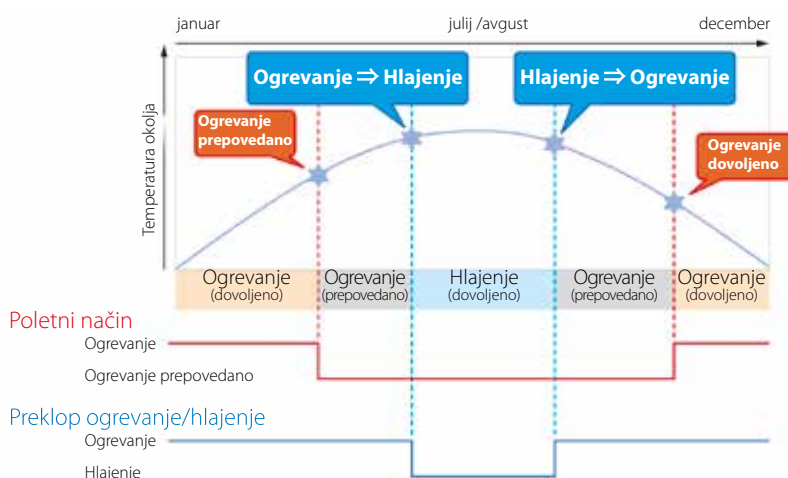 januar
julij /avgust
december
Temperatura okolja
Ogrevanje ⇒ Hlajenje
Hlajenje ⇒ Ogrevanje
Ogrevanje
prepovedano
Ogrevanje
dovoljeno
Ogrevanje
(dovoljeno)
Ogrevanje
(prepovedano)
Hlajenje
(dovoljeno)
Ogrevanje
(prepovedano)
Ogrevanje
(dovoljeno)
Poletni način
Ogrevanje
Ogrevanje prepovedano
Preklop ogrevanje/hlajenje
Ogrevanje
Hlajenje